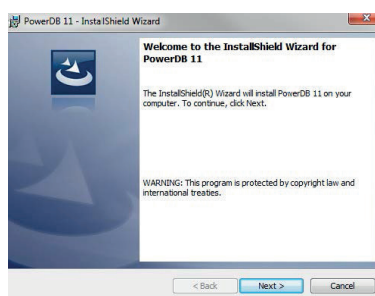 PowerDB 11 - InstallShield Wizard
Welcome to the InstallShield Wizard for
PowerDB 11
The InstallShield(R) Wizard will install PowerDB 11 on your
computer. To continue, click Next.
WARNING: This program is protected by copyright law and
international treaties.
< Back Next > Cancel